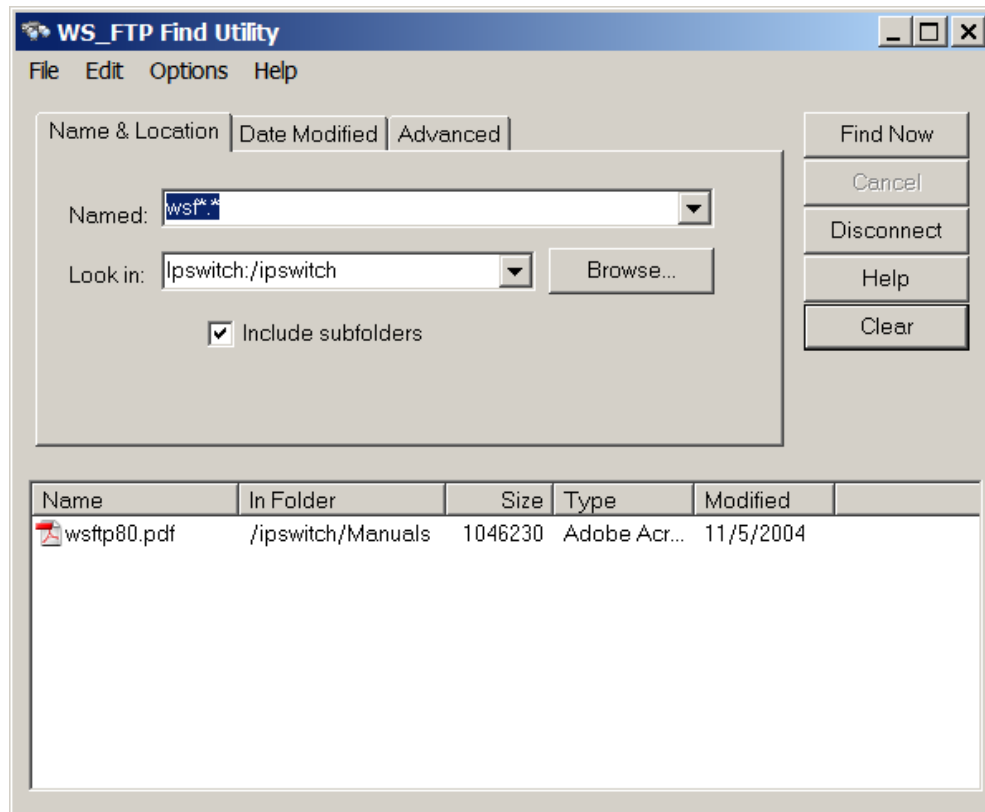 WS_FTP Find Utility
File Edit Options Help
Name & Location Date Modified Advanced
Find Now
Cancel
Named: wsf*.*
Disconnect
Look in: Ipswitch:/ipswitch Browse...
Help
Include subfolders
Clear
Name In Folder Size Type Modified
wsftp80.pdf /ipswitch/Manuals 1046230 Adobe Acr... 11/5/2004